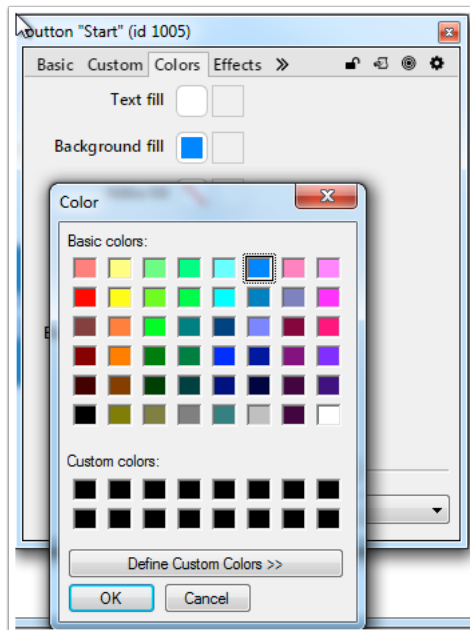 button "Start" (id 1005)
Basic Custom Colors Effects
Text fill
Background fill
Color
Basic colors:
Custom colors:
Define Custom Colors >>
OK Cancel